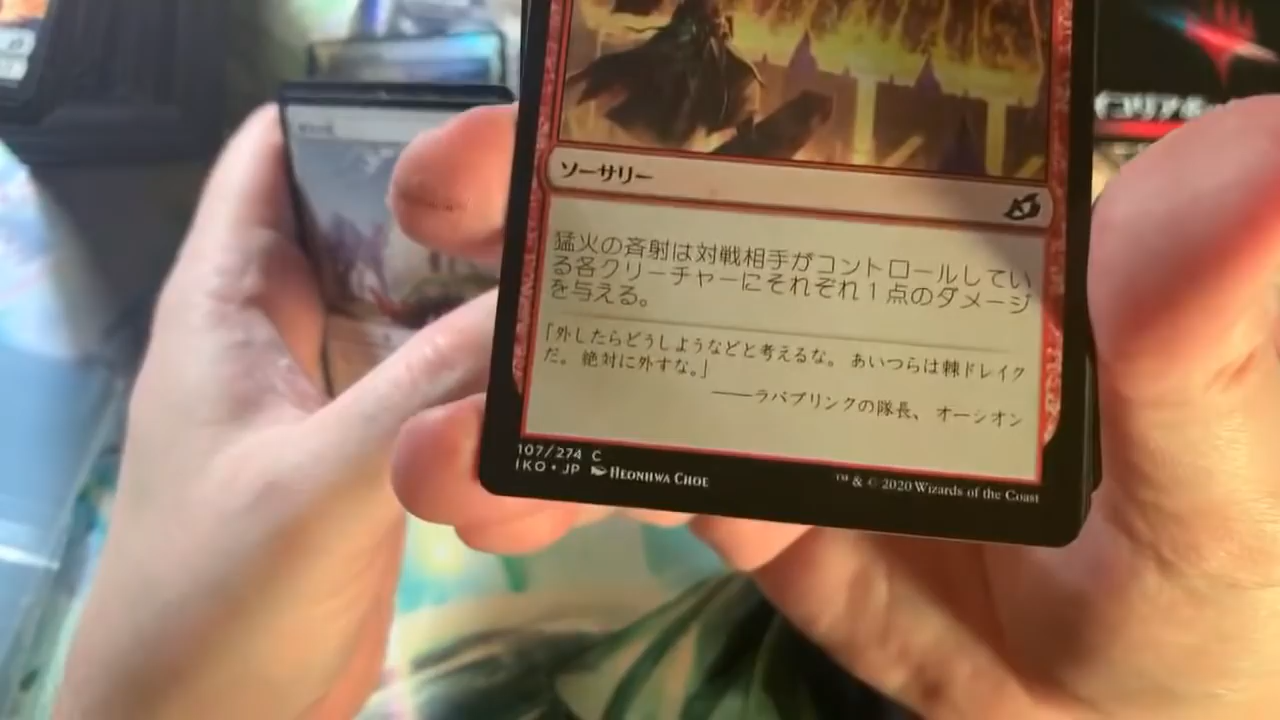 ソーサリー
猛火の斉射は対戦相手がコントロールしてい
る各クリーチャーにそれぞれ1点のダメージ
を与える。
「外したらどうしようなどと考えるな。あいつらは棘ドレイク
だ。絶対に外すな。」
――ラバブリンクの隊長、オーシオン
107/274 C
IKO • JP Heonhwa Choe
™ & © 2020 Wizards of the Coast